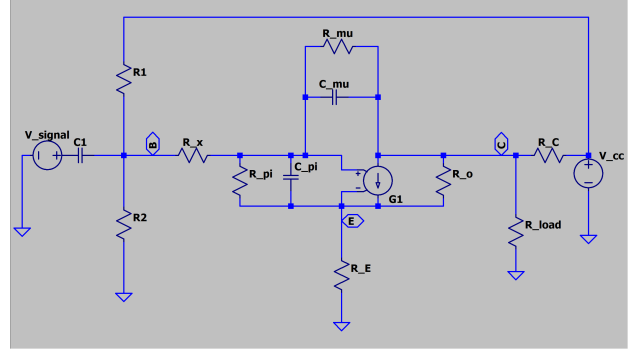 R_mu
R1
C_mu
V_signal
C1
B
R_x
C
R_C
V_cc
R_pi
C_pi
G1
R_o
R2
E
R_load
R_E